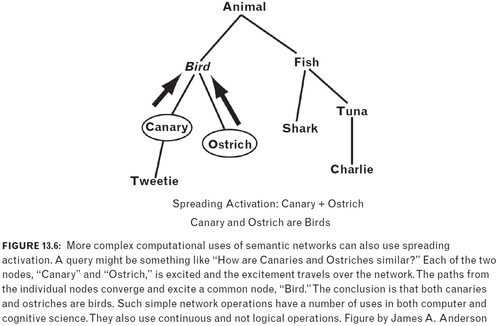 Animal
Bird
Fish
Canary
Ostrich
Shark
Tuna
Tweetie
Charlie
Spreading Activation: Canary + Ostrich
Canary and Ostrich are Birds
FIGURE 13.6: More complex computational uses of semantic networks can also use spreading
activation. A query might be something like “How are Canaries and Ostriches similar?” Each of the two
nodes, “Canary” and “Ostrich,” is excited and the excitement travels over the network. The paths from
the individual nodes converge and excite a common node, “Bird.” The conclusion is that both canaries
and ostriches are birds. Such simple network operations have a number of uses in both computer and
cognitive science. They also use continuous and not logical operations. Figure by James A. Anderson